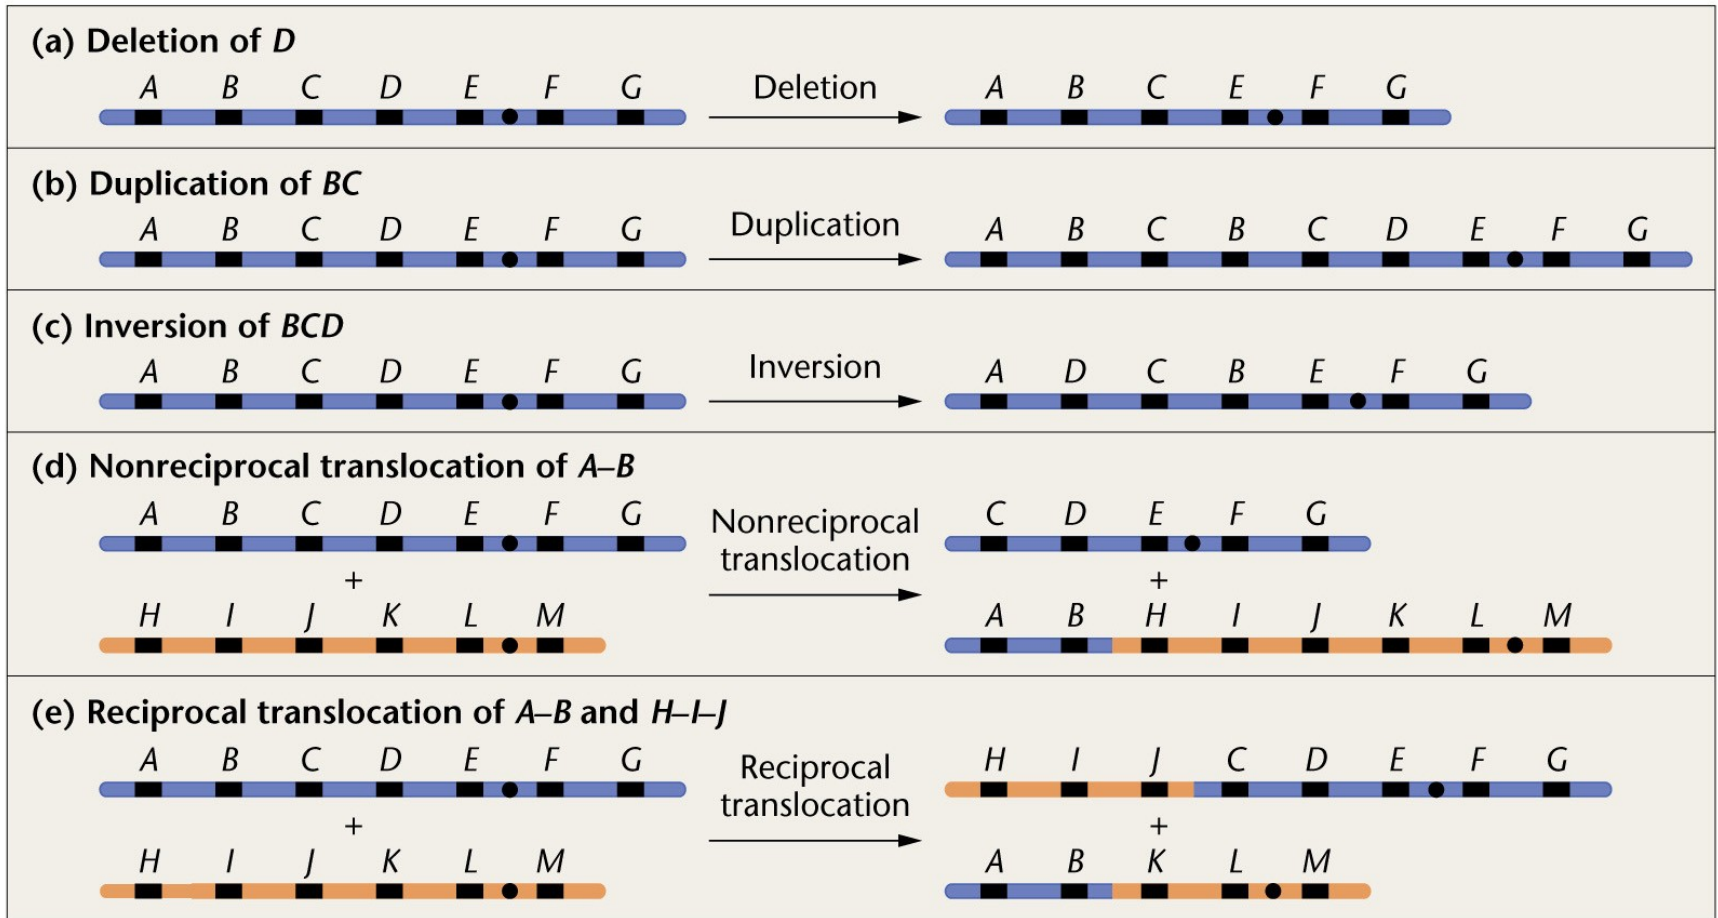 (a) Deletion of D
A B C D E F G
Deletion
A B C E F G
(b) Duplication of BC
A B C D E F G
Duplication
A B C B C D E F G
(c) Inversion of BCD
A B C D E F G
Inversion
A D C B E F G
(d) Nonreciprocal translocation of A–B
A B C D E F G
+
H I J K L M
Nonreciprocal
translocation
C D E F G
+
A B H I J K L M
(e) Reciprocal translocation of A–B and H–I–J
A B C D E F G
+
H I J K L M
Reciprocal
translocation
H I J C D E F G
+
A B K L M